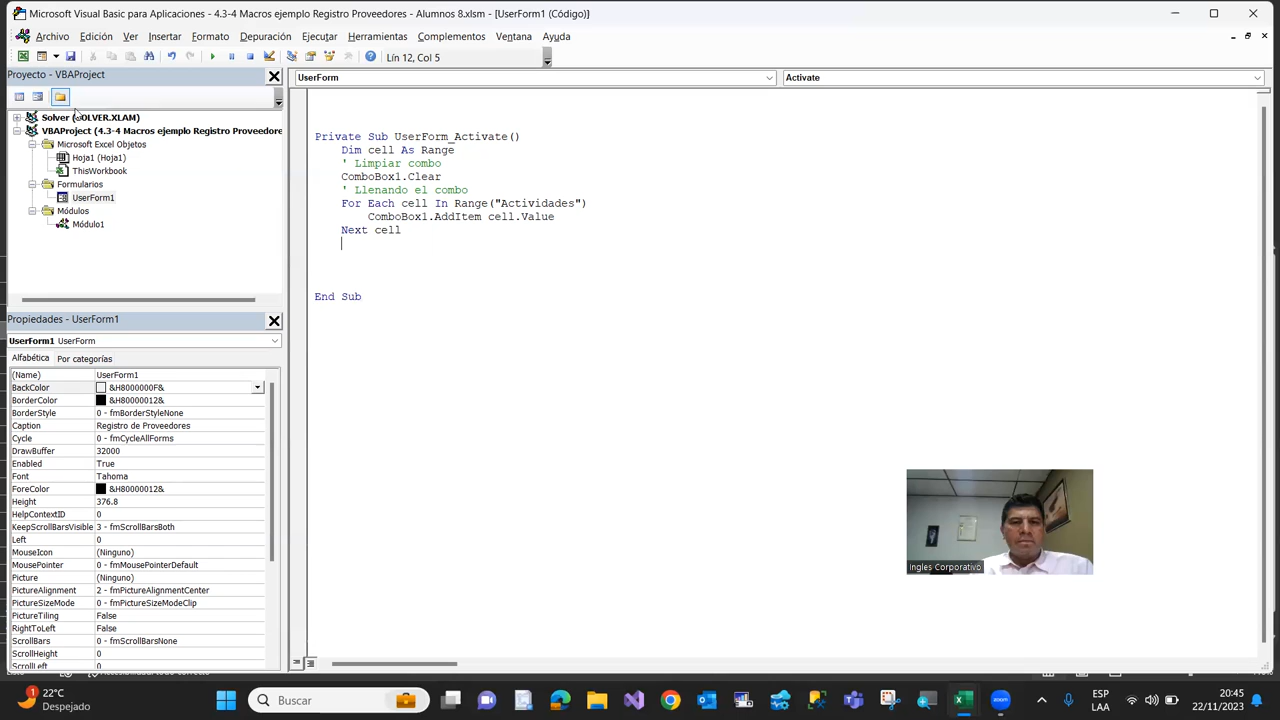 Microsoft Visual Basic para Aplicaciones - 4.3-4 Macros ejemplo Registro Proveedores - Alumnos 8.xlsm - [UserForm1 (Código)]
Archivo Edición Ver Insertar Formato Depuración Ejecutar Herramientas Complementos Ventana Ayuda
Lín 12, Col 5
Proyecto - VBAProject
UserForm Activate
VBAProject (4.3-4 Macros ejemplo Registro Proveedore
Microsoft Excel Objetos
Hoja1 (Hoja1)
ThisWorkbook
Formularios
UserForm1
Módulos
Módulo1
Private Sub UserForm_Activate()
Dim cell As Range
' Limpiar combo
ComboBox1.Clear
' Llenando el combo
For Each cell In Range("Actividades")
ComboBox1.AddItem cell.Value
Next cell
End Sub
Propiedades - UserForm1
UserForm1 UserForm
Alfabética Por categorías
(Name) UserForm1
BackColor &H8000000F&
BorderColor &H80000012&
BorderStyle 0 - fmBorderStyleNone
Caption Registro de Proveedores
Cycle 0 - fmCycleAllForms
DrawBuffer 32000
Enabled True
Font Tahoma
ForeColor &H80000012&
Height 376.8
HelpContextID 0
KeepScrollBarsVisible 3 - fmScrollBarsBoth
Left 0
MouseIcon (Ninguno)
MousePointer 0 - fmMousePointerDefault
Picture (Ninguno)
PictureAlignment 2 - fmPictureAlignmentCenter
PictureSizeMode 0 - fmPictureSizeModeClip
PictureTiling False
RightToLeft False
ScrollBars 0 - fmScrollBarsNone
ScrollHeight 0
ScrollLeft 0
Ingles Corporativo
22°C
Despejado
Buscar
ESP
LAA
20:45
22/11/2023